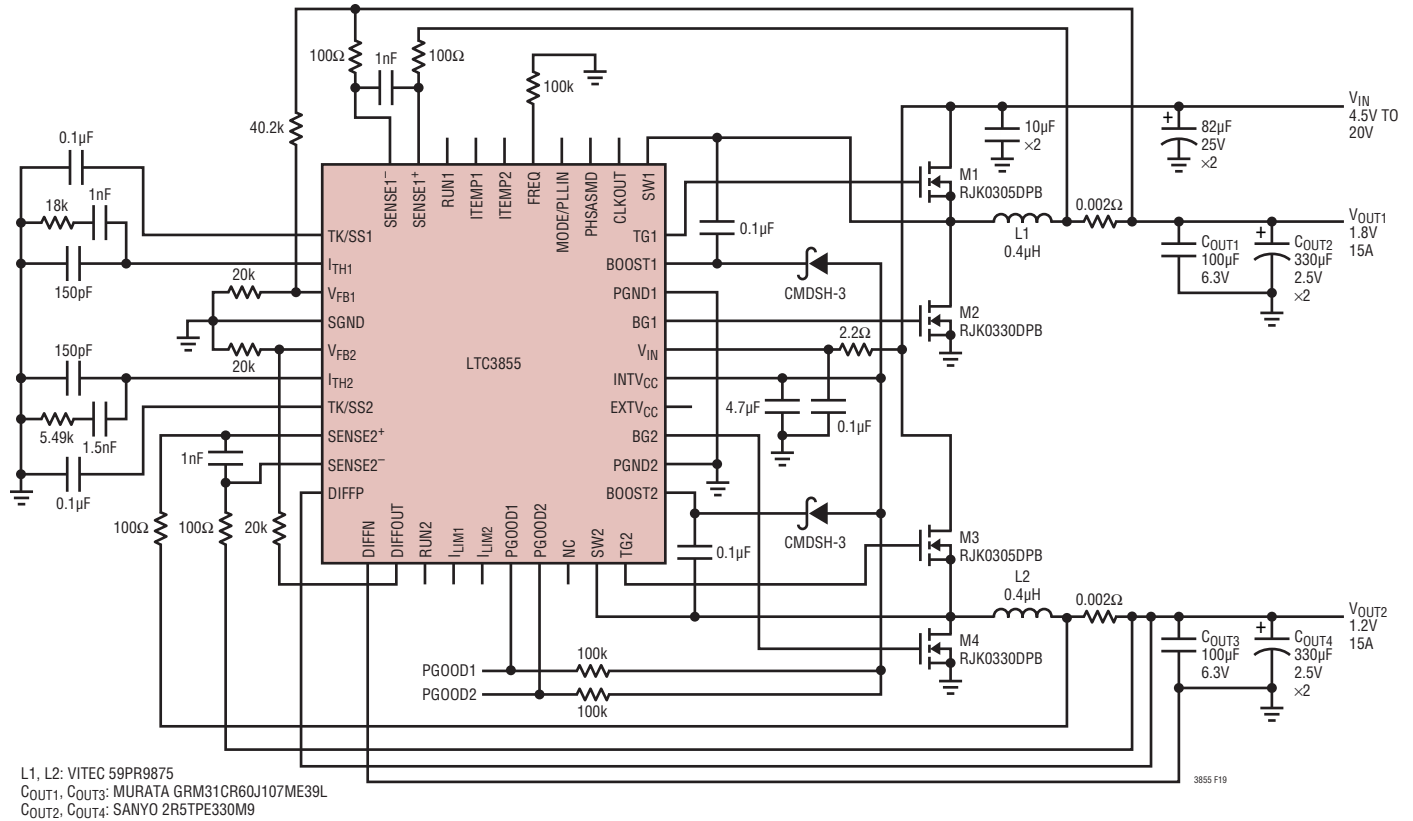 100Ω
1nF
100Ω
100k
40.2k
0.1µF
1nF
18k
150pF
20k
20k
150pF
5.49k
1.5nF
0.1µF
1nF
100Ω
100Ω
20k
SENSE1–
SENSE1+
RUN1
ITEMP1
ITEMP2
FREQ
MODE/PLLIN
PHSASMD
CLKOUT
SW1
TK/SS1
ITH1
VFB1
SGND
VFB2
ITH2
TK/SS2
SENSE2+
SENSE2–
DIFFP
LTC3855
TG1
BOOST1
PGND1
BG1
VIN
INTVCC
EXTVCC
BG2
PGND2
BOOST2
DIFFN
DIFFOUT
RUN2
ILIM1
ILIM2
PGOOD1
PGOOD2
NC
SW2
TG2
0.1µF
CMDSH-3
2.2Ω
4.7µF
0.1µF
CMDSH-3
0.1µF
PGOOD1
100k
PGOOD2
100k
10µF
×2
+
82µF
25V
×2
VIN
4.5V TO
20V
M1
RJK0305DPB
L1
0.4µH
0.002Ω
M2
RJK0330DPB
COUT1
100µF
6.3V
+
COUT2
330µF
2.5V
×2
VOUT1
1.8V
15A
M3
RJK0305DPB
L2
0.4µH
0.002Ω
M4
RJK0330DPB
COUT3
100µF
6.3V
+
COUT4
330µF
2.5V
×2
VOUT2
1.2V
15A
L1, L2: VITEC 59PR9875
COUT1, COUT3: MURATA GRM31CR60J107ME39L
COUT2, COUT4: SANYO 2R5TPE330M9
3855 F19